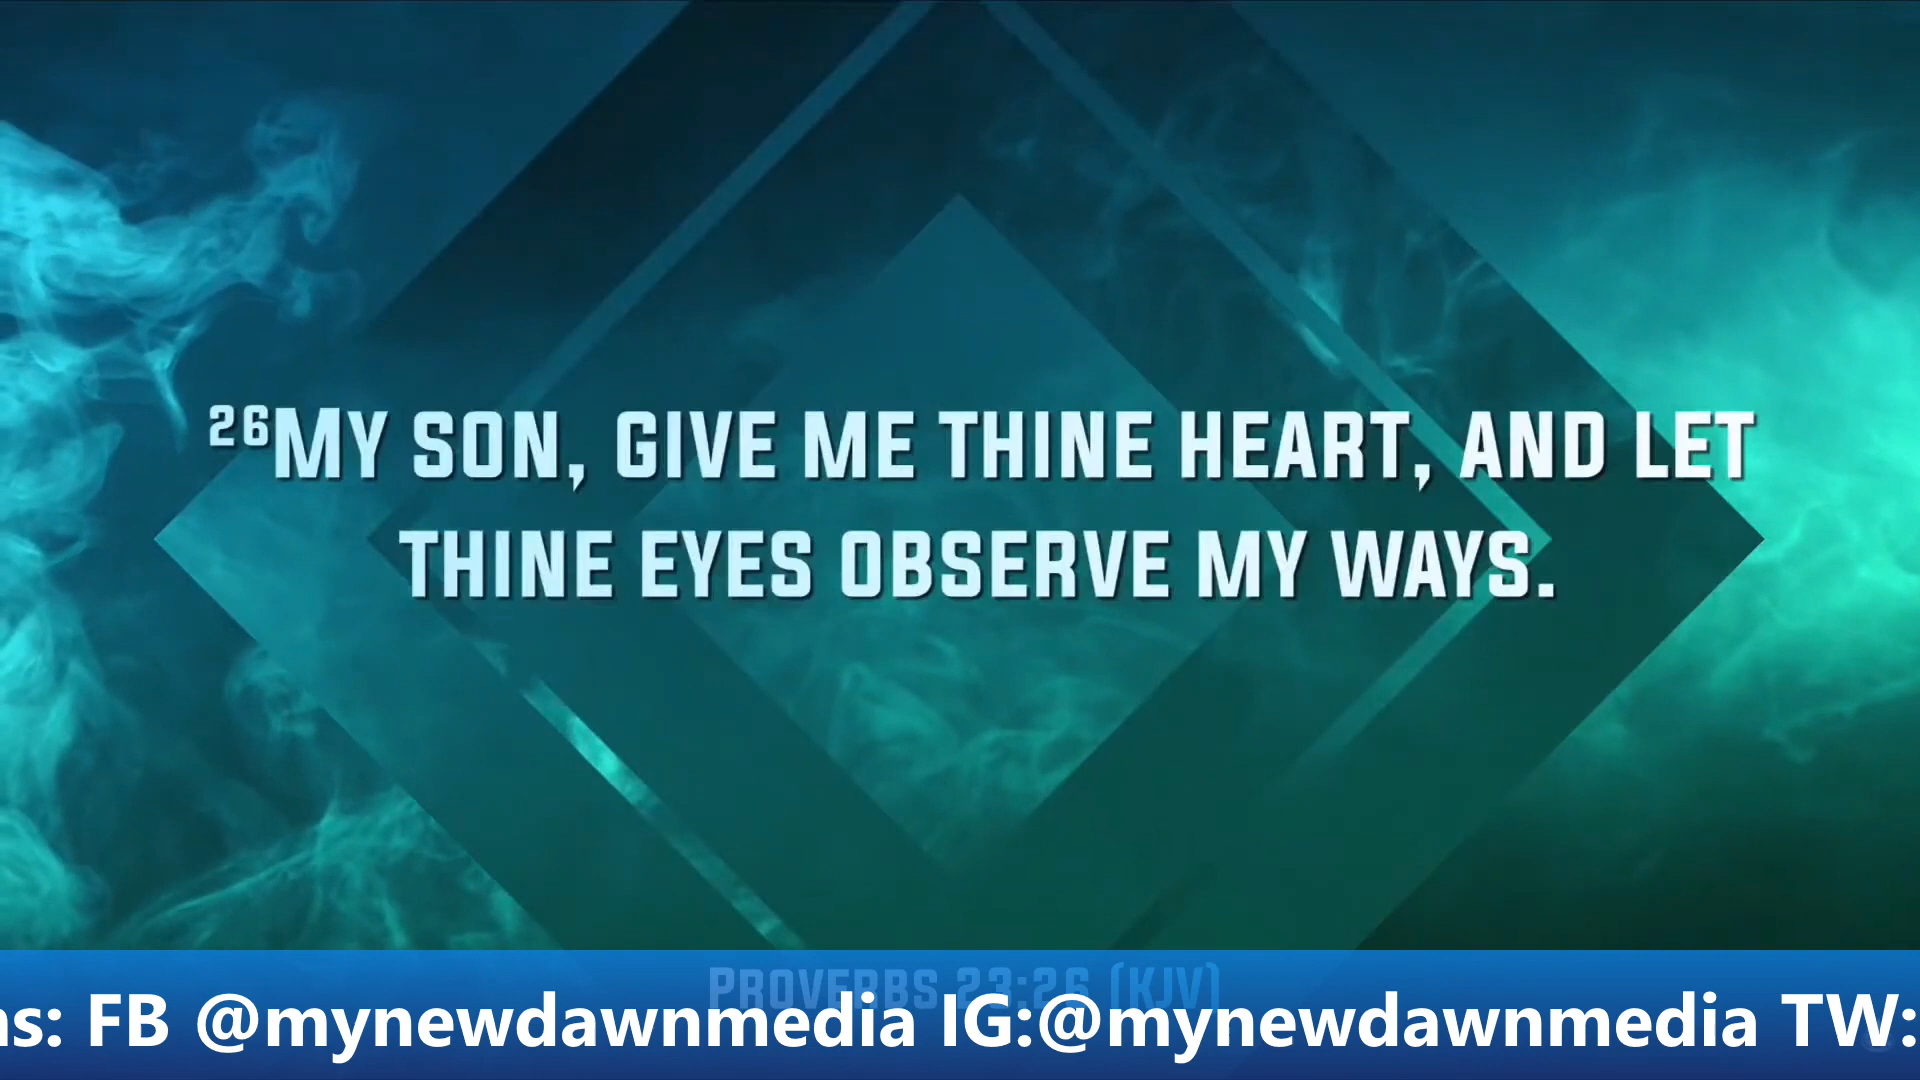 ²⁶MY SON, GIVE ME THINE HEART, AND LET
THINE EYES OBSERVE MY WAYS.
PROVERBS 23:26 (KJV)
s: FB @mynewdawnmedia IG:@mynewdawnmedia TW: